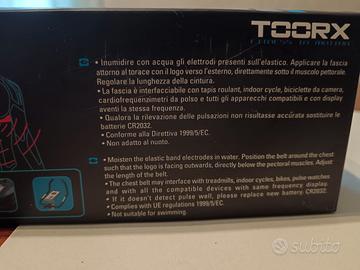 TOORX
• Inumidire con acqua gli elettrodi presenti sull'elastico. Applicare la fascia
attorno al torace con il logo verso l'esterno, direttamente sotto il muscolo pettorale.
Regolare la lunghezza della cintura.
• La fascia è interfacciabile con tapis roulant, indoor cycle, biciclette da camera,
cardiofrequenzimetri da polso e tutti gli apparecchi compatibili e con display
aventi la stessa frequenza.
• Qualora la rilevazione delle pulsazioni non risultasse accurata sostituire le
batterie CR2032.
• Conforme alla Direttiva 1999/5/EC.
• Non adatto al nuoto.
• Moisten the elastic band electrodes in water. Position the belt around the chest
such that the logo is facing outwards, directly below the pectoral muscles. Adjust
the length of the belt.
• The chest belt may interface with treadmills, indoor cycles, bikes, pulse watches
and with all the compatible devices with same frequency display.
• If it doesn't detect pulse well, please replace new battery CR2032.
• Complies with UE regulations 1999/5/EC.
• Not suitable for swimming.
subito